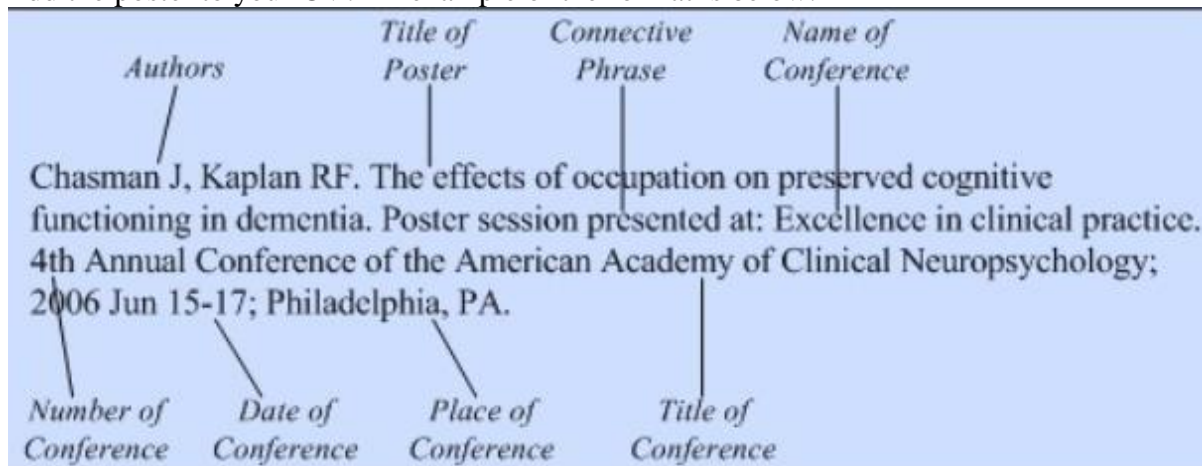 Title of Connective Name of
Authors Poster Phrase Conference
Chasman J, Kaplan RF. The effects of occupation on preserved cognitive
functioning in dementia. Poster session presented at: Excellence in clinical practice.
4th Annual Conference of the American Academy of Clinical Neuropsychology;
2006 Jun 15-17; Philadelphia, PA.
Number of Date of Place of Title of
Conference Conference Conference Conference